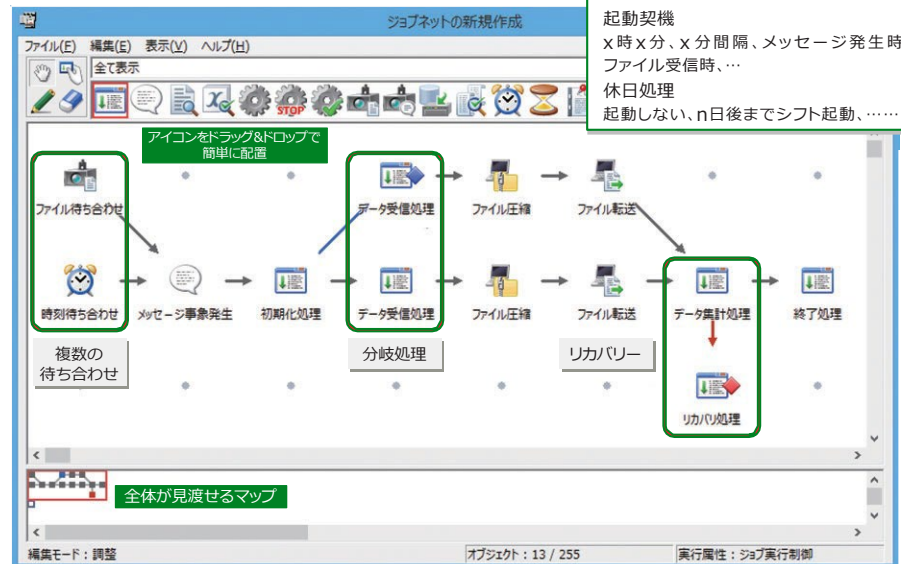 ジョブネットの新規作成
ファイル(F) 編集(E) 表示(V) ヘルプ(H)
全て表示
STOP
起動契機
x時x分、x分間隔、メッセージ発生時
ファイル受信時、…
休日処理
起動しない、n日後までシフト起動、……
アイコンをドラッグ&ドロップで
簡単に配置
ファイル待ち合わせ
データ受信処理
ファイル圧縮
ファイル転送
時刻待ち合わせ
メッセージ事象発生
初期化処理
データ受信処理
ファイル圧縮
ファイル転送
データ集計処理
終了処理
複数の
待ち合わせ
分岐処理
リカバリー
リカバリ処理
全体が見渡せるマップ
編集モード:調整
オブジェクト:13 / 255
実行属性:ジョブ実行制御